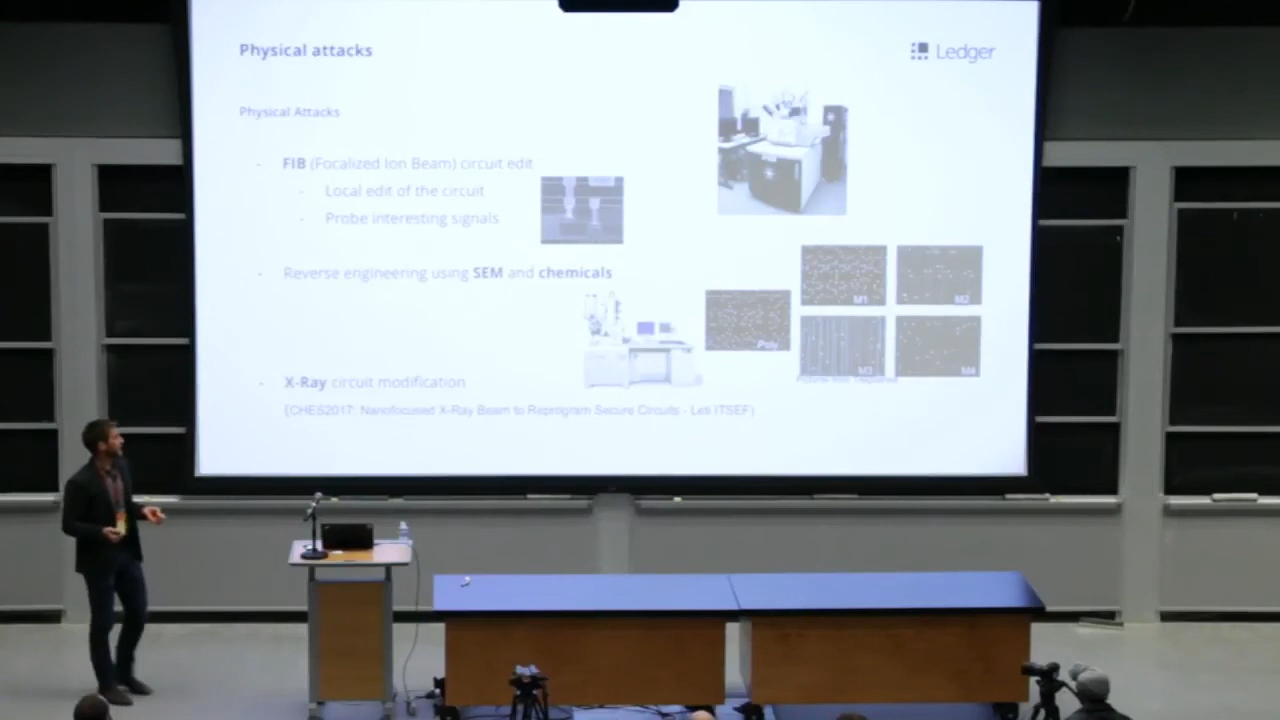 Physical attacks
Ledger
Physical Attacks
- FIB (Focalized Ion Beam) circuit edit
- Local edit of the circuit
- Probe interesting signals
- Reverse engineering using SEM and chemicals
M1
M2
Poly
M3
M4
- X-Ray circuit modification
(CHES2017: Nanofocused X-Ray Beam to Reprogram Secure Circuits - Leti ITSEF)